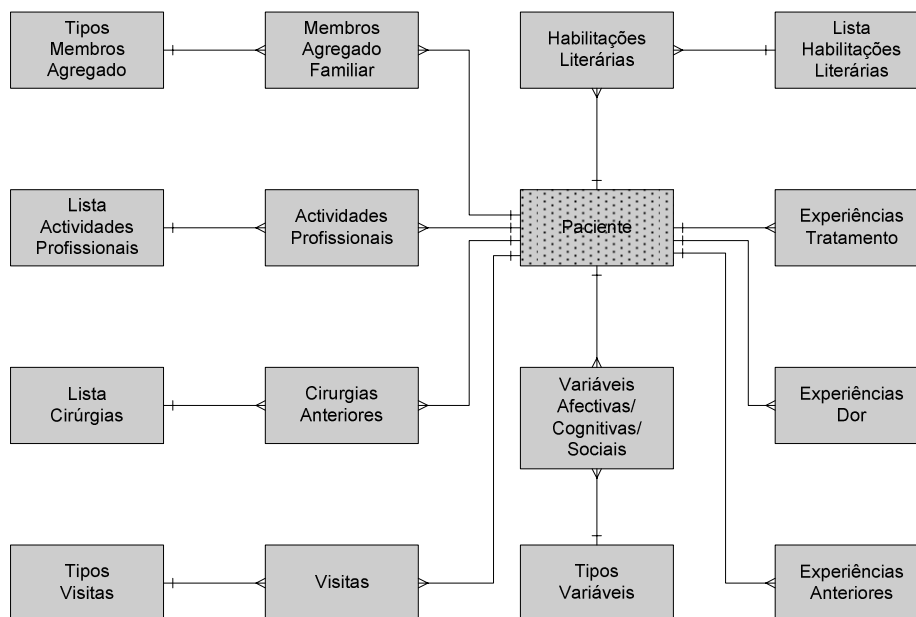 Tipos
Membros
Agregado
Membros
Agregado
Familiar
Habilitações
Literárias
Lista
Habilitações
Literárias
Lista
Actividades
Profissionais
Actividades
Profissionais
Paciente
Experiências
Tratamento
Lista
Cirúrgias
Cirurgias
Anteriores
Variáveis
Afectivas/
Cognitivas/
Sociais
Experiências
Dor
Tipos
Visitas
Visitas
Tipos
Variáveis
Experiências
Anteriores